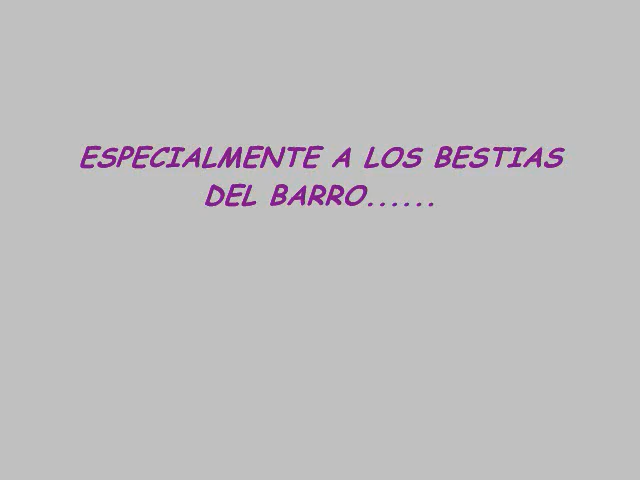 ESPECIALMENTE A LOS BESTIAS
DEL BARRO......